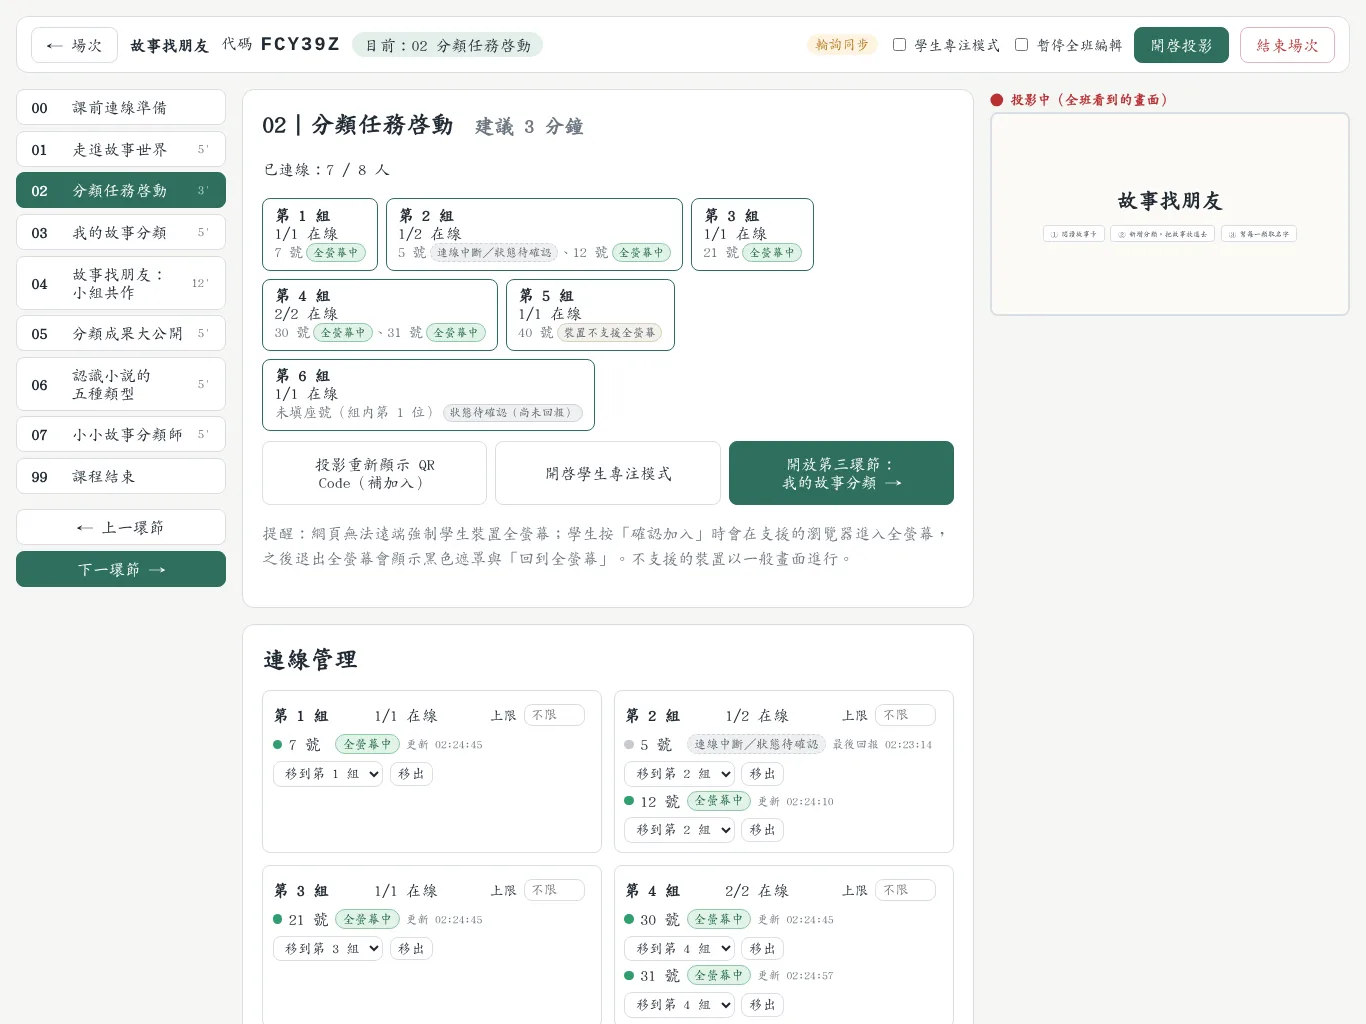 ← 場次 故事找朋友 代碼 FCY39Z 目前：02 分類任務啟動 輪詢同步 學生專注模式 暫停全班編輯 開啟投影 結束場次
00 課前連線準備
01 走進故事世界 5'
02 分類任務啟動 3'
03 我的故事分類 5'
04 故事找朋友：
小組共作 12'
05 分類成果大公開 5'
06 認識小說的
五種類型 5'
07 小小故事分類師 5'
99 課程結束
← 上一環節
下一環節 →
02｜分類任務啟動 建議 3 分鐘
已連線：7 / 8 人
第 1 組
1/1 在線
7 號 全螢幕中
第 2 組
1/2 在線
5 號 連線中斷／狀態待確認 、12 號 全螢幕中
第 3 組
1/1 在線
21 號 全螢幕中
第 4 組
2/2 在線
30 號 全螢幕中 、31 號 全螢幕中
第 5 組
1/1 在線
40 號 裝置不支援全螢幕
第 6 組
1/1 在線
未填座號（組內第 1 位） 狀態待確認（尚未回報）
投影重新顯示 QR
Code（補加入）
開啟學生專注模式
開放第三環節：
我的故事分類 →
提醒：網頁無法遠端強制學生裝置全螢幕；學生按「確認加入」時會在支援的瀏覽器進入全螢幕，
之後退出全螢幕會顯示黑色遮罩與「回到全螢幕」。不支援的裝置以一般畫面進行。
投影中（全班看到的畫面）
故事找朋友
① 閱讀故事卡 ② 新增分類，把故事放進去 ③ 幫每一類取名字
連線管理
第 1 組 1/1 在線 上限 不限
7 號 全螢幕中 更新 02:24:45
移到第 1 組 移出
第 2 組 1/2 在線 上限 不限
5 號 連線中斷／狀態待確認 最後回報 02:23:14
移到第 2 組 移出
12 號 全螢幕中 更新 02:24:10
移到第 2 組 移出
第 3 組 1/1 在線 上限 不限
21 號 全螢幕中 更新 02:24:45
移到第 3 組 移出
第 4 組 2/2 在線 上限 不限
30 號 全螢幕中 更新 02:24:45
移到第 4 組 移出
31 號 全螢幕中 更新 02:24:57
移到第 4 組 移出